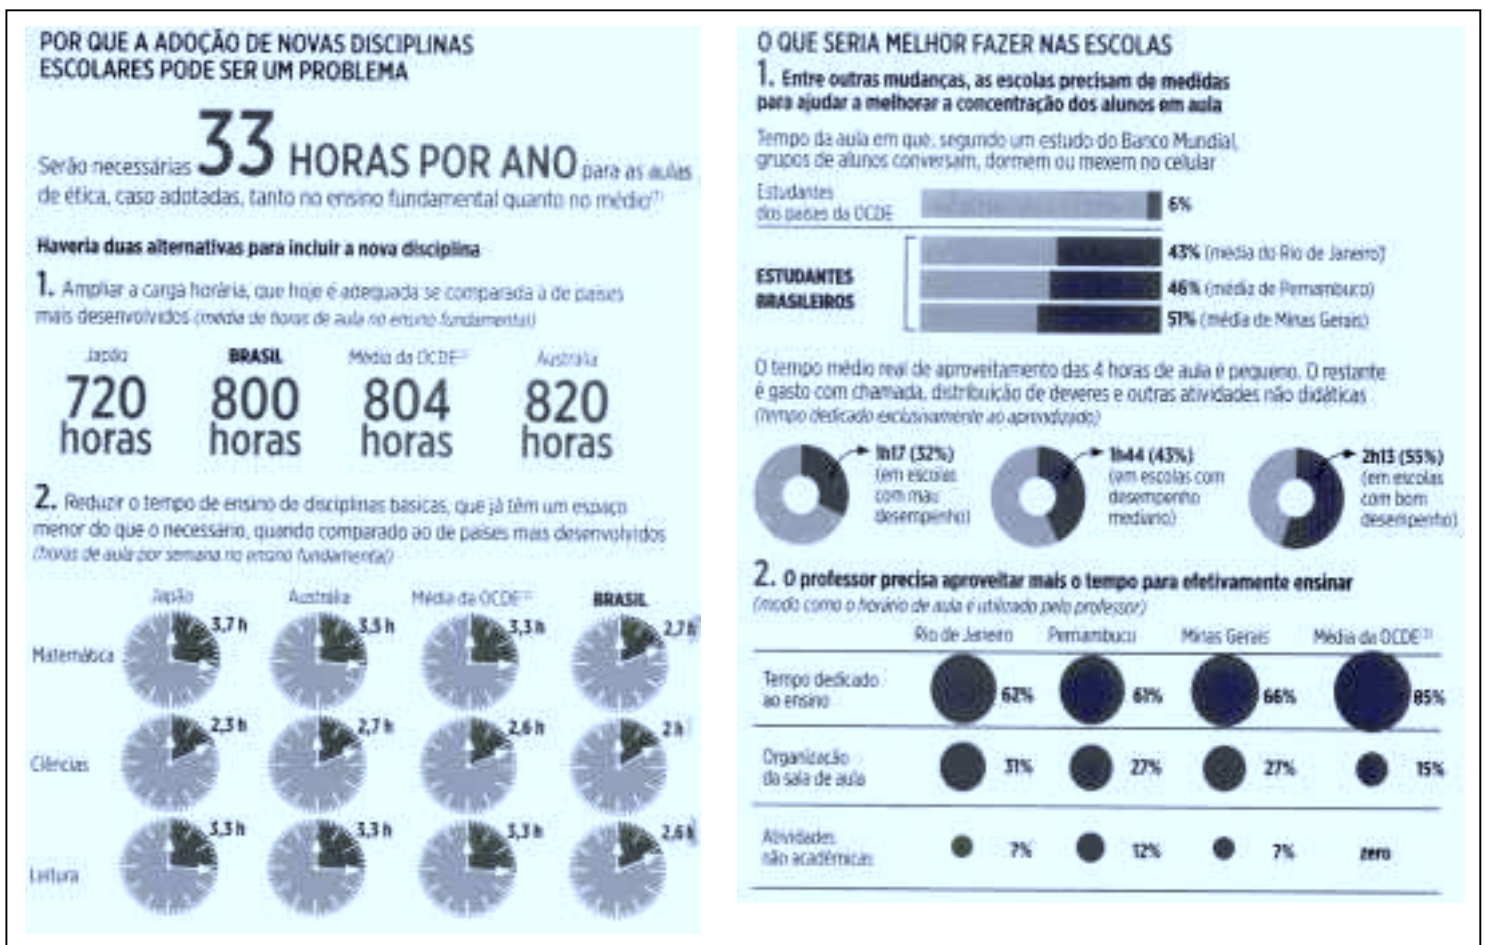 POR QUE A ADOÇÃO DE NOVAS DISCIPLINAS
ESCOLARES PODE SER UM PROBLEMA
Serão necessárias 33 HORAS POR ANO para as aulas
de ética, caso adotadas, tanto no ensino fundamental quanto no médio⁽¹⁾
Haveria duas alternativas para incluir a nova disciplina
1. Ampliar a carga horária, que hoje é adequada se comparada à de países
mais desenvolvidos (média de horas de aula no ensino fundamental)
Japão BRASIL Média da OCDE⁽²⁾ Austrália
720 800 804 820
horas horas horas horas
2. Reduzir o tempo de ensino de disciplinas básicas, que já têm um espaço
menor do que o necessário, quando comparado ao de países mais desenvolvidos
(horas de aula por semana no ensino fundamental)
Japão Austrália Média da OCDE⁽²⁾ BRASIL
Matemática 3,7 h 3,5 h 3,3 h 2,7 h
Ciências 2,3 h 2,7 h 2,6 h 2 h
Leitura 3,3 h 3,3 h 3,3 h 2,6 h
O QUE SERIA MELHOR FAZER NAS ESCOLAS
1. Entre outras mudanças, as escolas precisam de medidas
para ajudar a melhorar a concentração dos alunos em aula
Tempo da aula em que, segundo um estudo do Banco Mundial,
grupos de alunos conversam, dormem ou mexem no celular
Estudantes
dos países da OCDE 6%
ESTUDANTES
BRASILEIROS
43% (média do Rio de Janeiro)
46% (média de Pernambuco)
51% (média de Minas Gerais)
O tempo médio real de aproveitamento das 4 horas de aula é pequeno. O restante
é gasto com chamada, distribuição de deveres e outras atividades não didáticas
(tempo dedicado exclusivamente ao aprendizado)
1h17 (32%)
(em escolas
com mau
desempenho)
1h44 (43%)
(em escolas com
desempenho
mediano)
2h13 (55%)
(em escolas
com bom
desempenho)
2. O professor precisa aproveitar mais o tempo para efetivamente ensinar
(modo como o horário de aula é utilizado pelo professor)
Rio de Janeiro Pernambuco Minas Gerais Média da OCDE
Tempo dedicado
ao ensino 62% 61% 66% 85%
Organização
da sala de aula 31% 27% 27% 15%
Atividades
não acadêmicas 7% 12% 7% zero